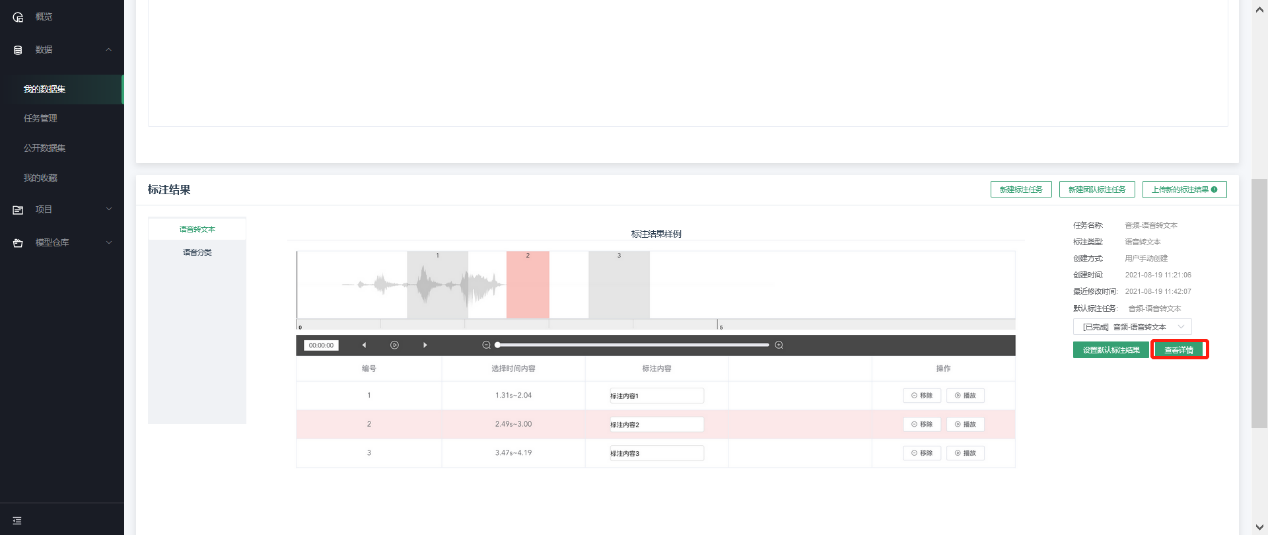 概览
数据
我的数据集
任务管理
公开数据集
我的收藏
项目
模型仓库
标注结果
新建标注任务
新建团队标注任务
上传新的标注结果
语音转文本
语音分类
标注结果样例
1 2 3
0 5
00:00:00
编号 选择时间内容 标注内容 操作
1 1.31s~2.04 标注内容1 移除 播放
2 2.49s~3.00 标注内容2 移除 播放
3 3.47s~4.19 标注内容3 移除 播放
任务名称: 音频-语音转文本
标注类型: 语音转文本
创建方式: 用户手动创建
创建时间: 2021-08-19 11:21:06
最近修改时间: 2021-08-19 11:42:07
默认标注任务: 音频-语音转文本
[已完成] 音频-语音转文本
设置默认标注结果 查看详情